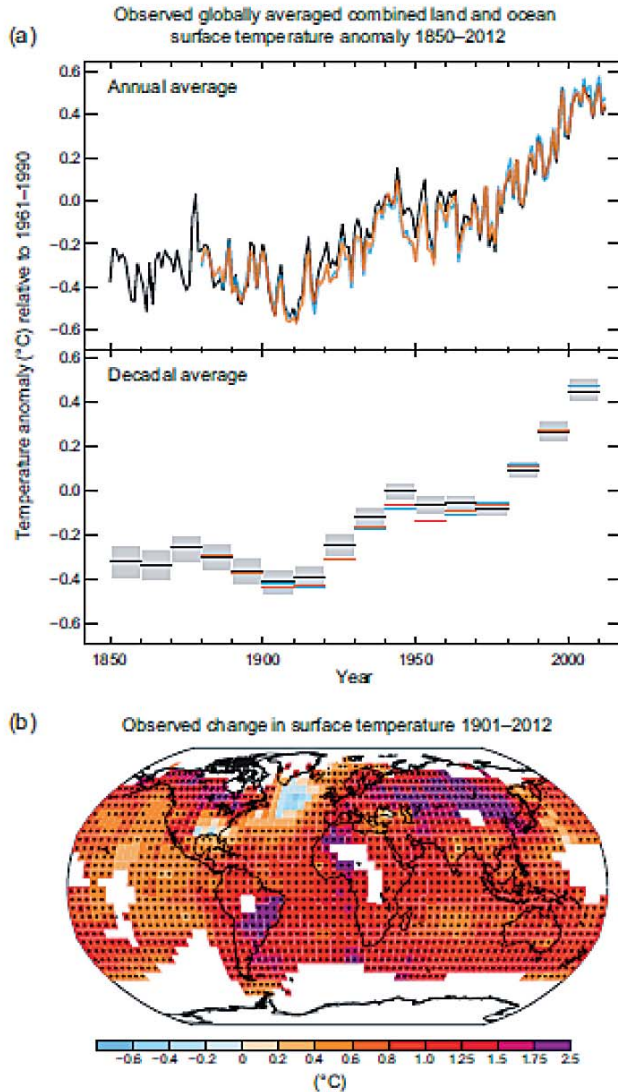 Observed globally averaged combined land and ocean
surface temperature anomaly 1850–2012
(a)
0.6
Annual average
0.4
0.2
0.0
−0.2
−0.4
−0.6
Temperature anomaly (°C) relative to 1961–1990
Decadal average
0.4
0.2
0.0
−0.2
−0.4
−0.6
1850 1900 1950 2000
Year
(b) Observed change in surface temperature 1901–2012
−0.6 −0.4 −0.2 0 0.2 0.4 0.6 0.8 1.0 1.25 1.5 1.75 2.5
(°C)